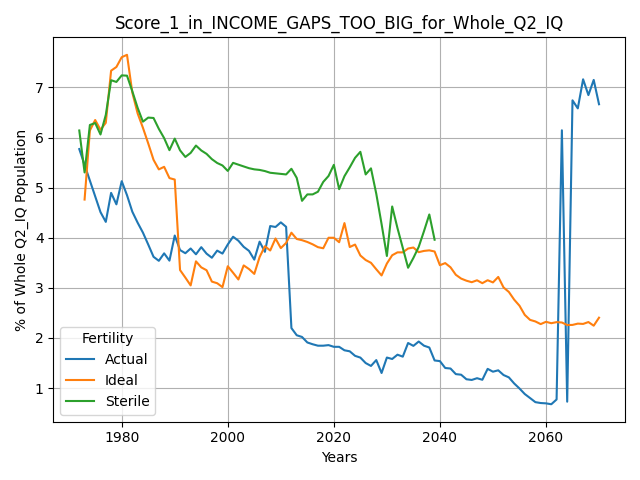 Score_1_in_INCOME_GAPS_TOO_BIG_for_Whole_Q2_IQ
% of Whole Q2_IQ Population
7
6
5
4
3
2
1
Fertility
Actual
Ideal
Sterile
1980 2000 2020 2040 2060
Years